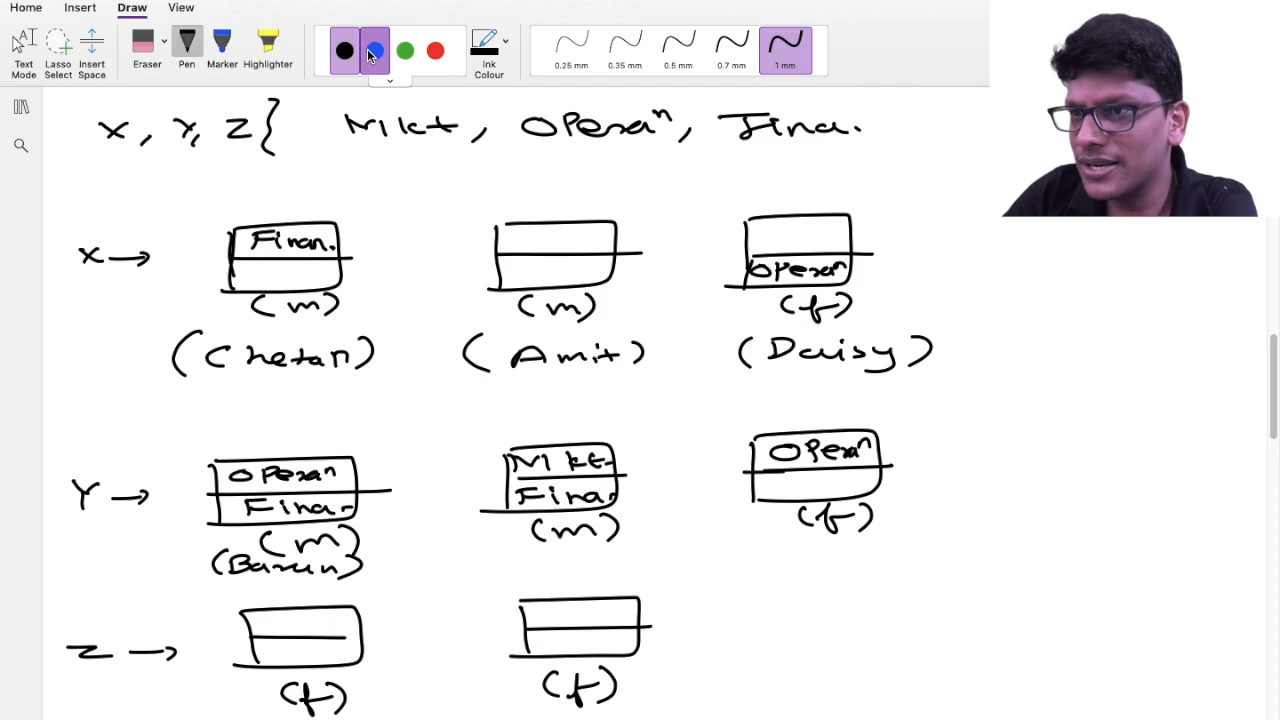 Home Insert Draw View
Text Mode Lasso Select Insert Space Eraser Pen Marker Highlighter Ink Colour 0.25 mm 0.35 mm 0.5 mm 0.7 mm 1 mm
X, Y, Z} Mkt, Operaⁿ, Fina.
X → Finan. (m) (m) Operaⁿ (f)
(Chetan) (Amit) (Daisy)
Y → Operaⁿ Fina. (m) Mkt. Fina. (m) Operaⁿ (f)
(Barun)
Z → (f) (f)